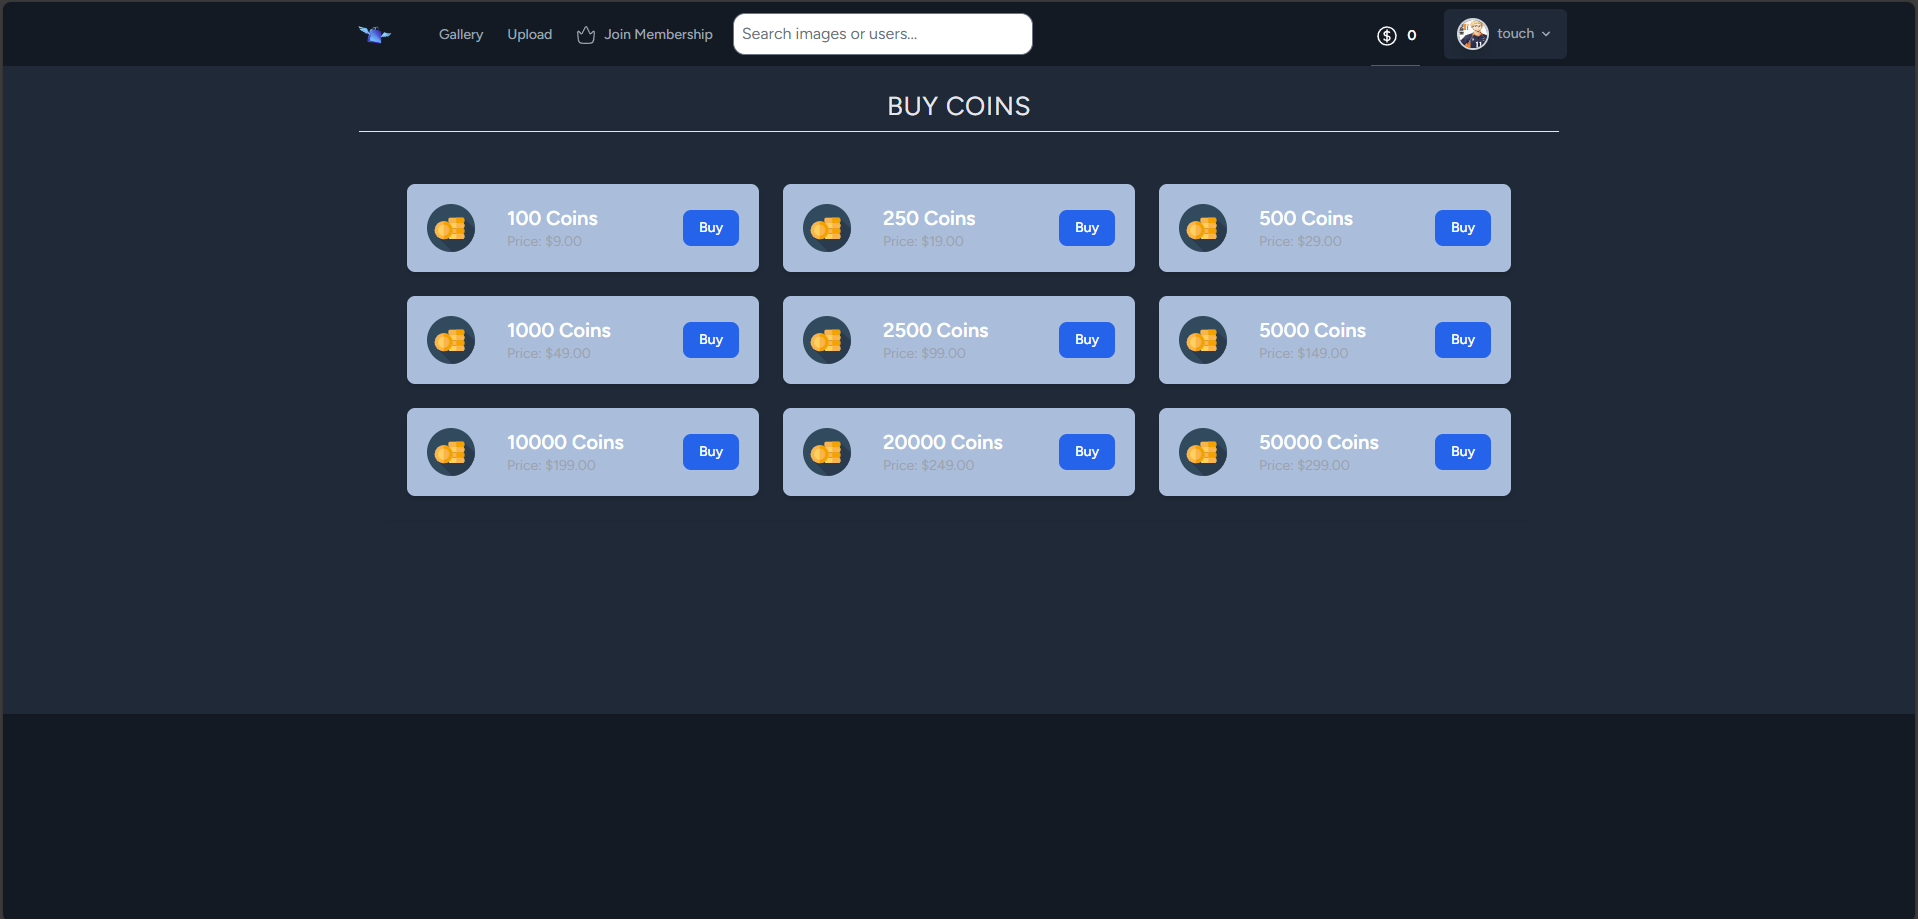 Gallery Upload Join Membership Search images or users... 0 touch
BUY COINS
100 Coins
Price: $9.00
Buy
250 Coins
Price: $19.00
Buy
500 Coins
Price: $29.00
Buy
1000 Coins
Price: $49.00
Buy
2500 Coins
Price: $99.00
Buy
5000 Coins
Price: $149.00
Buy
10000 Coins
Price: $199.00
Buy
20000 Coins
Price: $249.00
Buy
50000 Coins
Price: $299.00
Buy